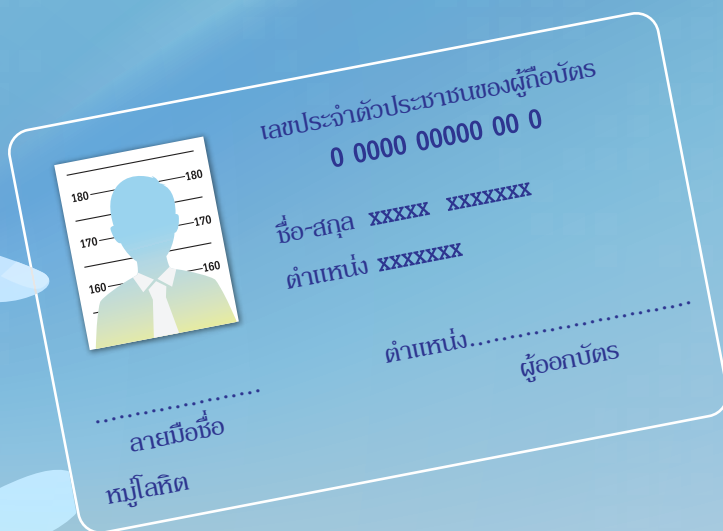 เลขประจำตัวประชาชนของผู้ถือบัตร
0 0000 00000 00 0
180 180
170 170
160 160
ชื่อ-สกุล xxxxx xxxxxxx
ตำแหน่ง xxxxxxx
ตำแหน่ง............................
ผู้ออกบัตร
.....................
ลายมือชื่อ
หมู่โลหิต